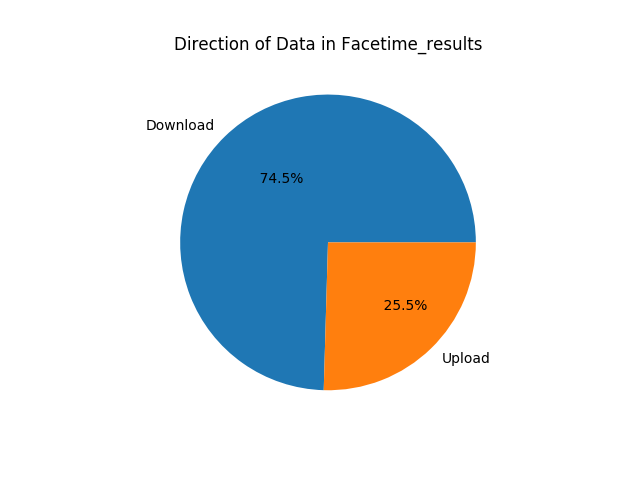 Direction of Data in Facetime_results
Download
74.5%
25.5%
Upload